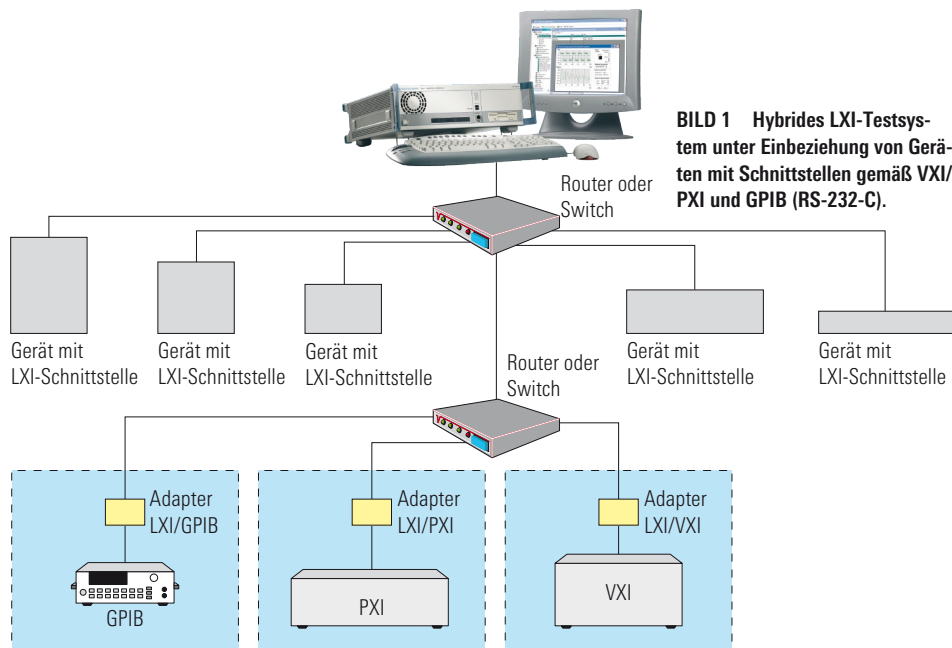 BILD 1 Hybrides LXI-Testsys-
tem unter Einbeziehung von Gerä-
ten mit Schnittstellen gemäß VXI/
PXI und GPIB (RS-232-C).
Router oder
Switch
Gerät mit
LXI-Schnittstelle
Gerät mit
LXI-Schnittstelle
Gerät mit
LXI-Schnittstelle
Router oder
Switch
Gerät mit
LXI-Schnittstelle
Gerät mit
LXI-Schnittstelle
Adapter
LXI/GPIB
GPIB
Adapter
LXI/PXI
PXI
Adapter
LXI/VXI
VXI